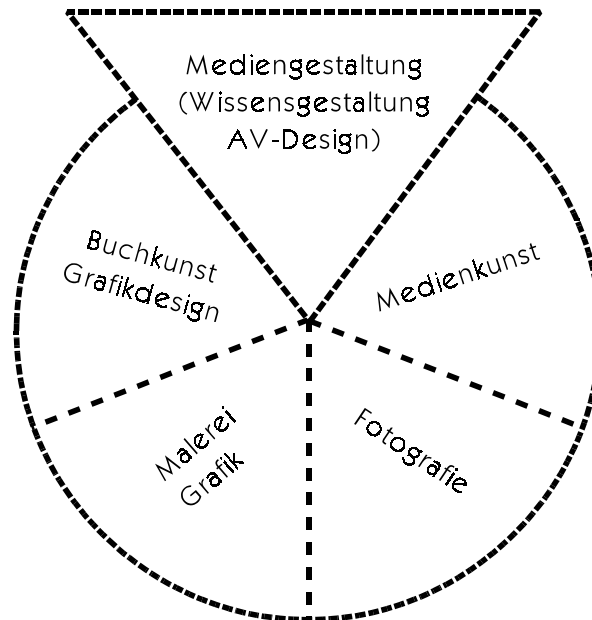 Mediengestaltung
(Wissensgestaltung
AV-Design)
Buchkunst
Grafikdesign
Medienkunst
Malerei
Grafik
Fotografie